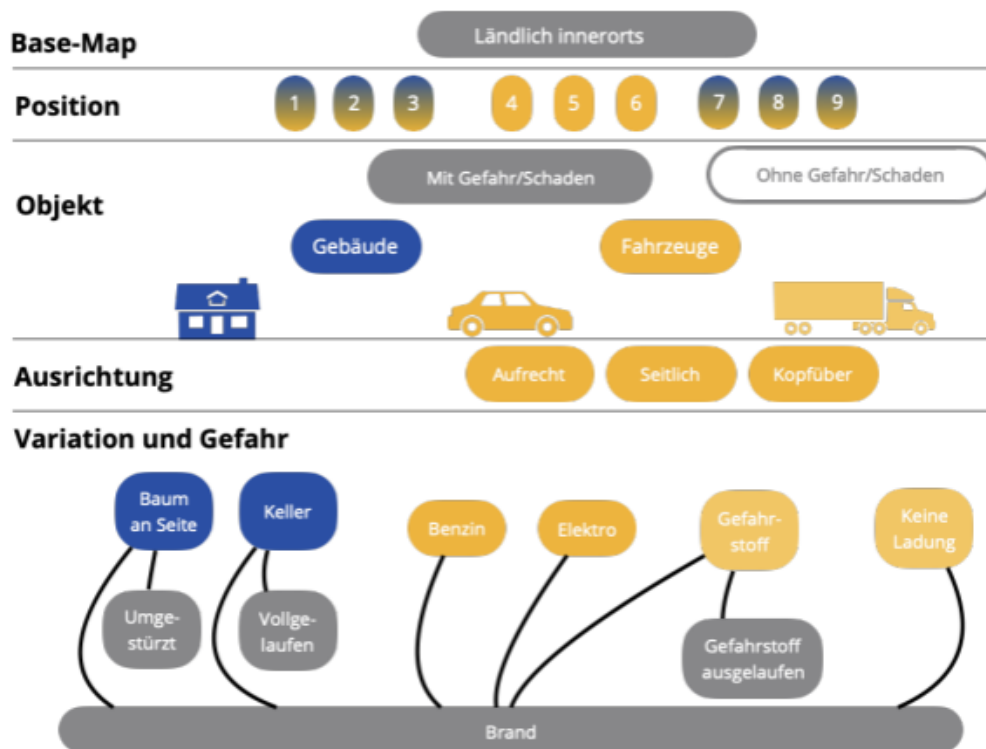 Base-Map
Ländlich innerorts
Position
1 2 3 4 5 6 7 8 9
Objekt
Mit Gefahr/Schaden
Ohne Gefahr/Schaden
Gebäude
Fahrzeuge
Ausrichtung
Aufrecht
Seitlich
Kopfüber
Variation und Gefahr
Baum
an Seite
Keller
Benzin
Elektro
Gefahr-
stoff
Keine
Ladung
Umge-
stürzt
Vollge-
laufen
Gefahrstoff
ausgelaufen
Brand